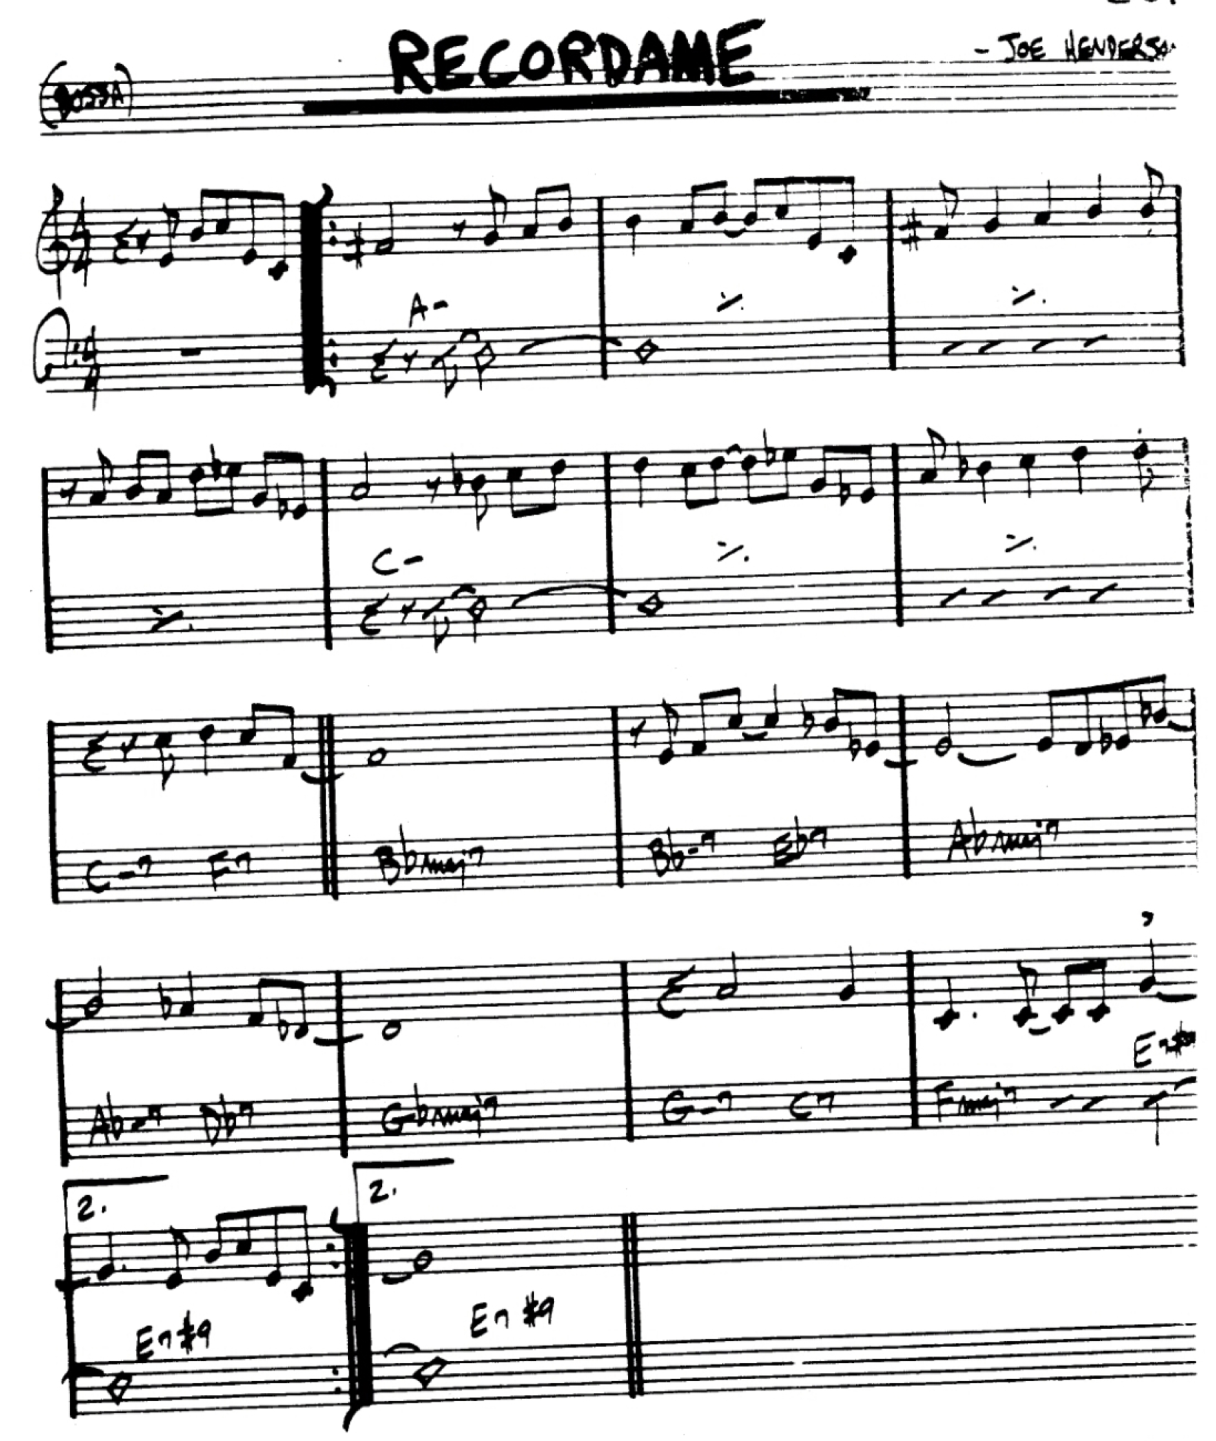 RECORDAME
- JOE HENDERSO
(BOSSA)
A-
C-
C-7 F7 Bbmaj7 Bb-7 Eb7 Abmaj7
Ab-7 Db7 Gbmaj7 G-7 C7 Fmaj7 E7#9
2. 2.
E7#9 E7 #9